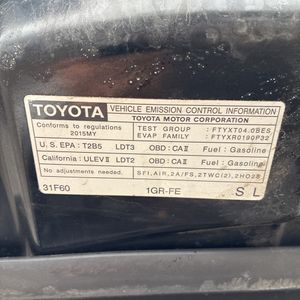 TOYOTA VEHICLE EMISSION CONTROL INFORMATION
TOYOTA MOTOR CORPORATION
Conforms to regulations TEST GROUP : FTYXT04.0BES
2015MY EVAP FAMILY : FTYXR0190P32
U.S. EPA : T2B5 LDT3 OBD : CAII Fuel : Gasoline
California : ULEVII LDT2 OBD : CAII Fuel : Gasoline
No adjustments needed. SFI,AIR,2A/FS,2TWC(2),2HO2S
31F60 1GR-FE S L